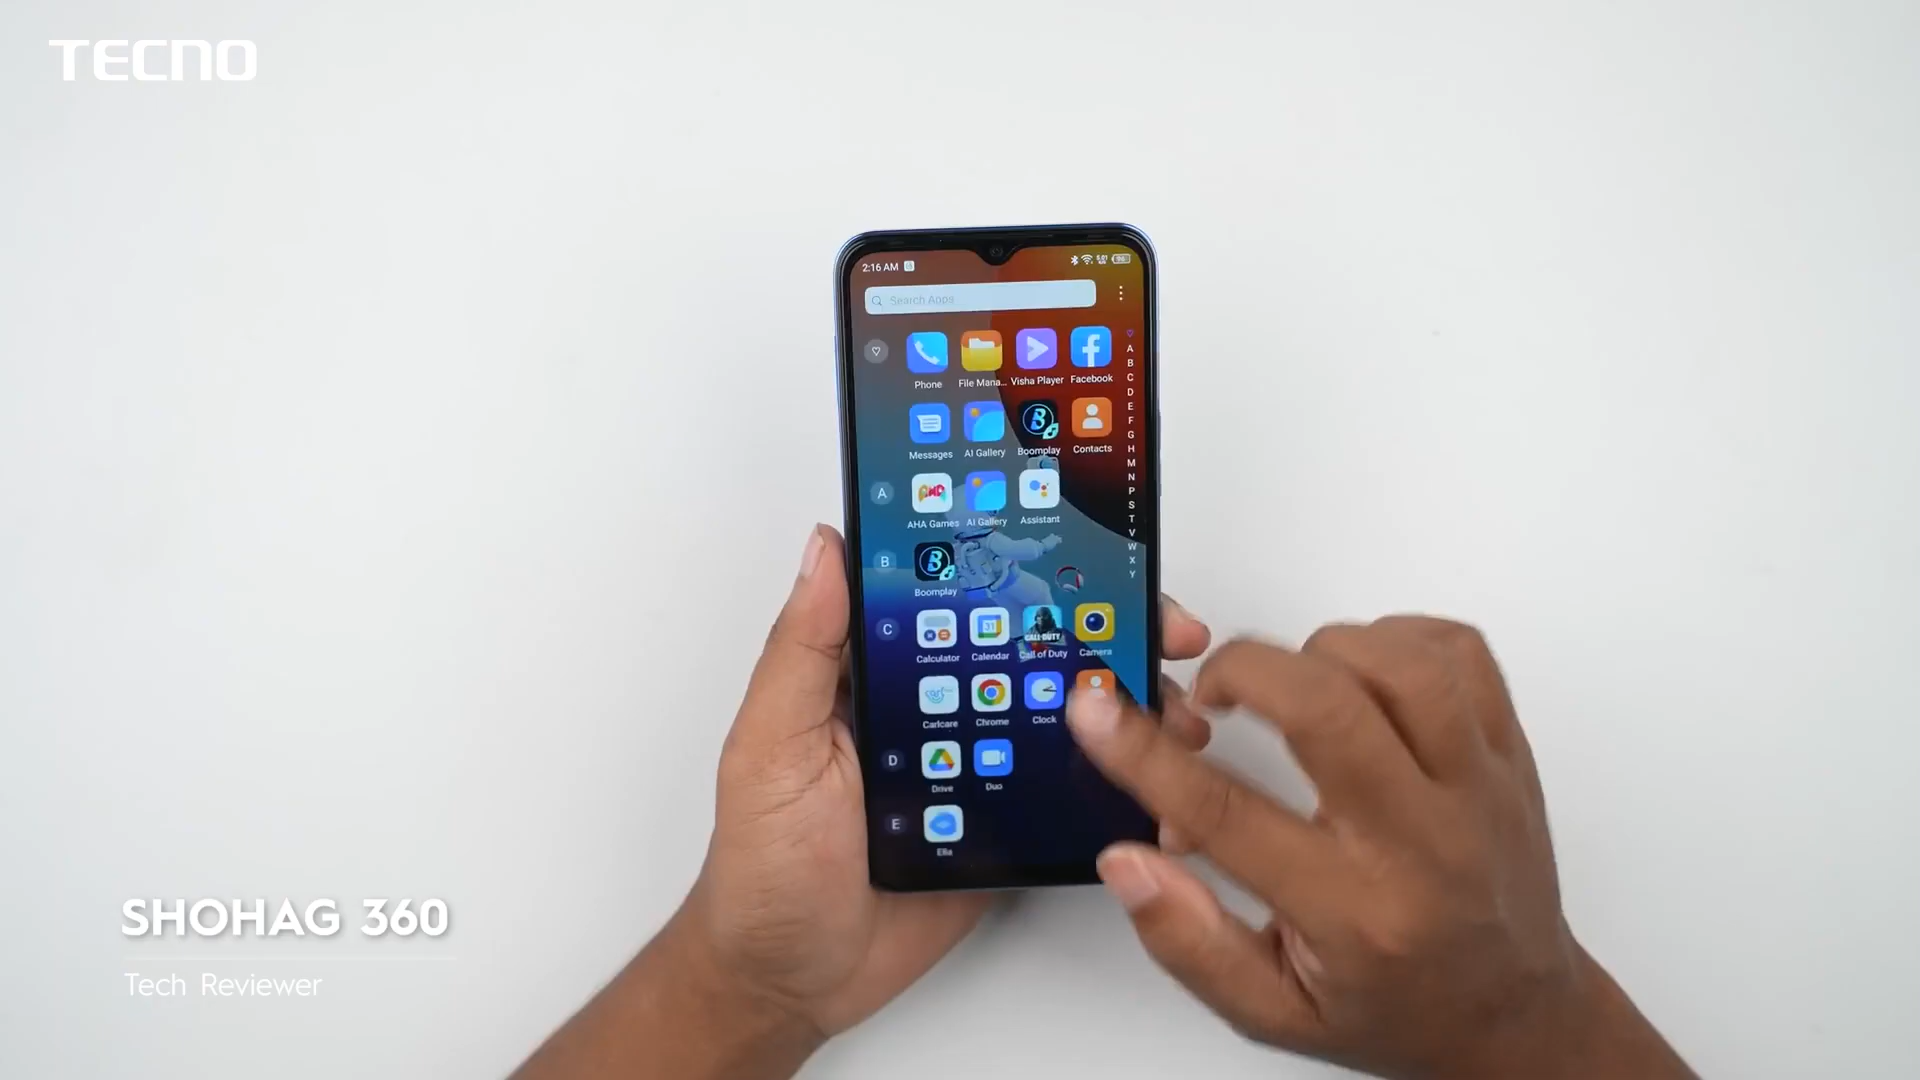 TECNO
2:16 AM
Search Apps
Phone
File Mana...
Visha Player
Facebook
Messages
AI Gallery
Boomplay
Contacts
A
AHA Games
AI Gallery
Assistant
B
Boomplay
C
Calculator
Calendar
Call of Duty
Camera
Carlcare
Chrome
Clock
D
Drive
Duo
E
Ella
A
B
C
D
E
F
G
H
M
N
P
S
T
V
W
X
Y
SHOHAG 360
Tech Reviewer